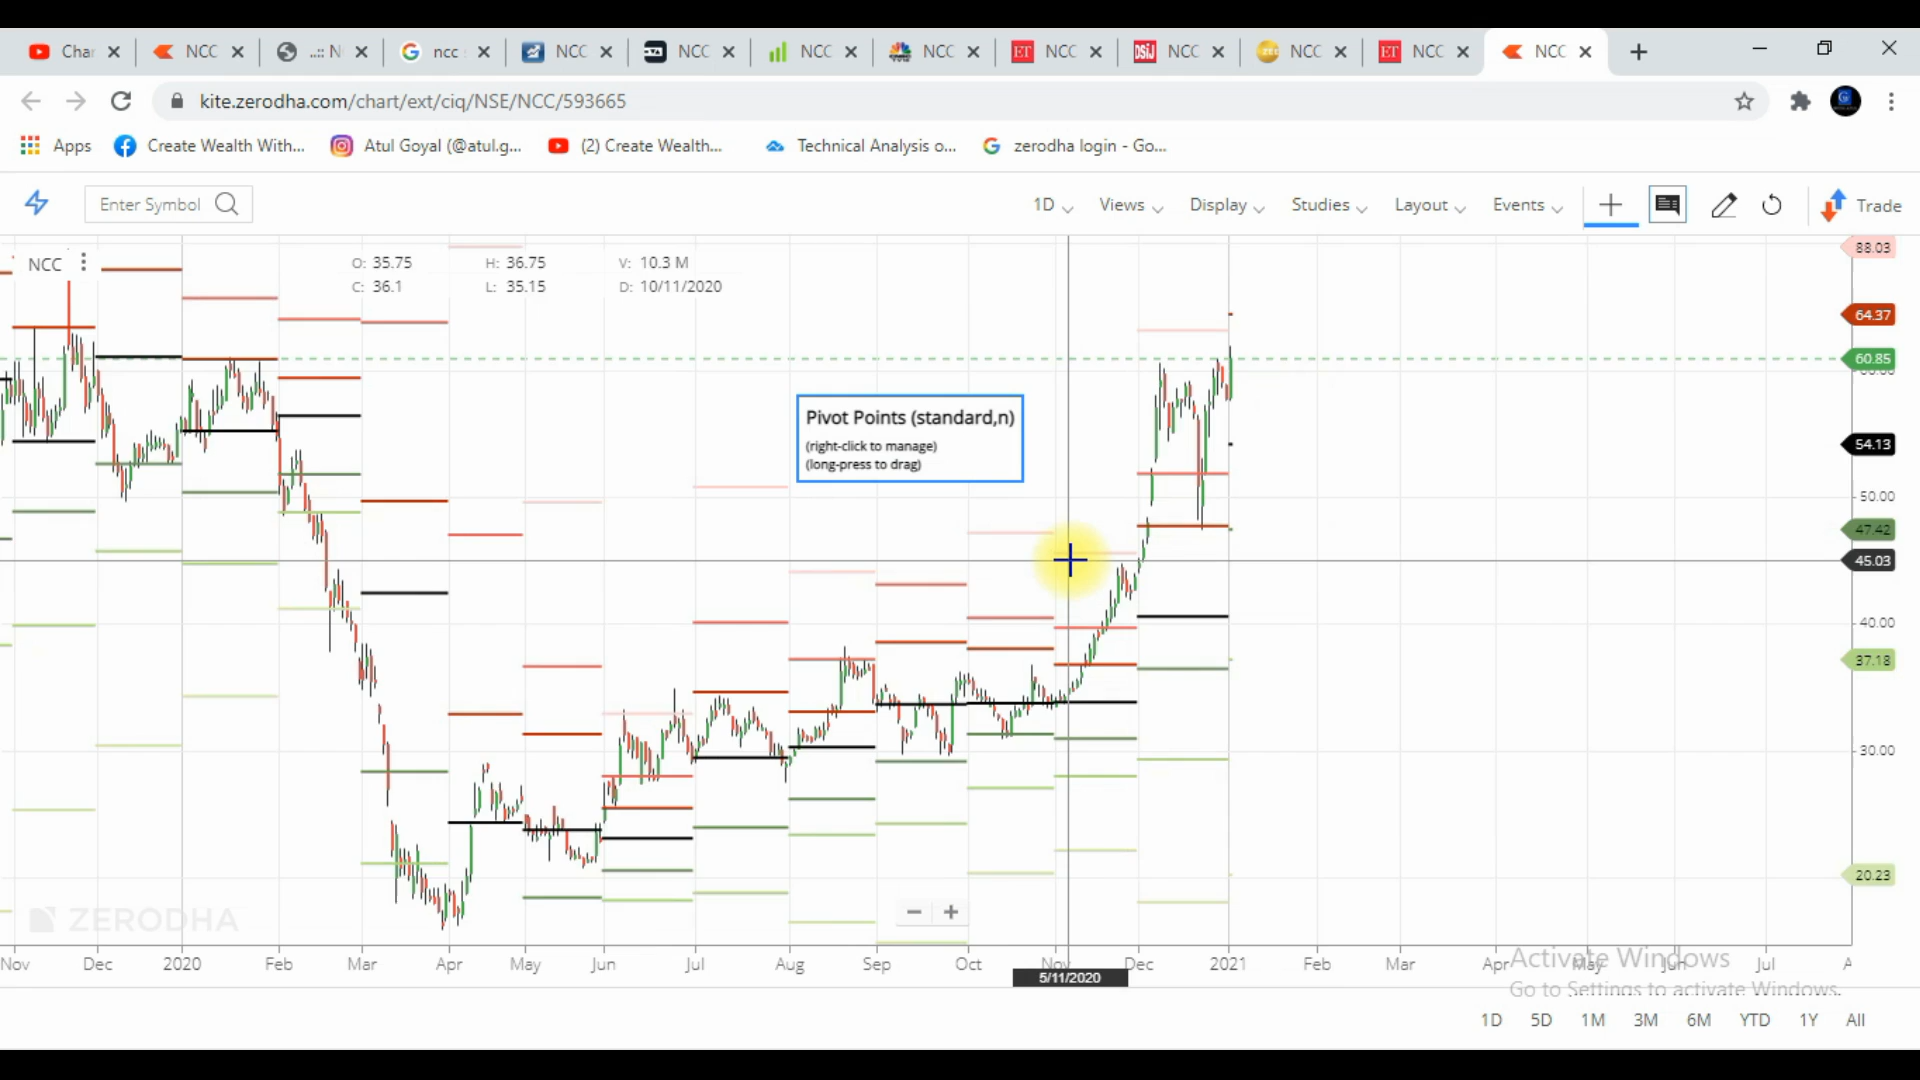 Char NCC ..:: N ncc NCC NCC NCC NCC NCC NCC NCC NCC NCC
kite.zerodha.com/chart/ext/ciq/NSE/NCC/593665
Apps Create Wealth With... Atul Goyal (@atul.g... (2) Create Wealth... Technical Analysis o... zerodha login - Go...
Enter Symbol 1D Views Display Studies Layout Events Trade
NCC
O: 35.75 H: 36.75 V: 10.3 M
C: 36.1 L: 35.15 D: 10/11/2020
88.03
64.37
60.85
Pivot Points (standard,n)
(right-click to manage)
(long-press to drag)
54.13
50.00
47.42
45.03
40.00
37.18
30.00
20.23
ZERODHA
Nov Dec 2020 Feb Mar Apr May Jun Jul Aug Sep Oct Nov Dec 2021 Feb Mar Apr May Jun Jul A
5/11/2020
Activate Windows
Go to Settings to activate Windows.
1D 5D 1M 3M 6M YTD 1Y All